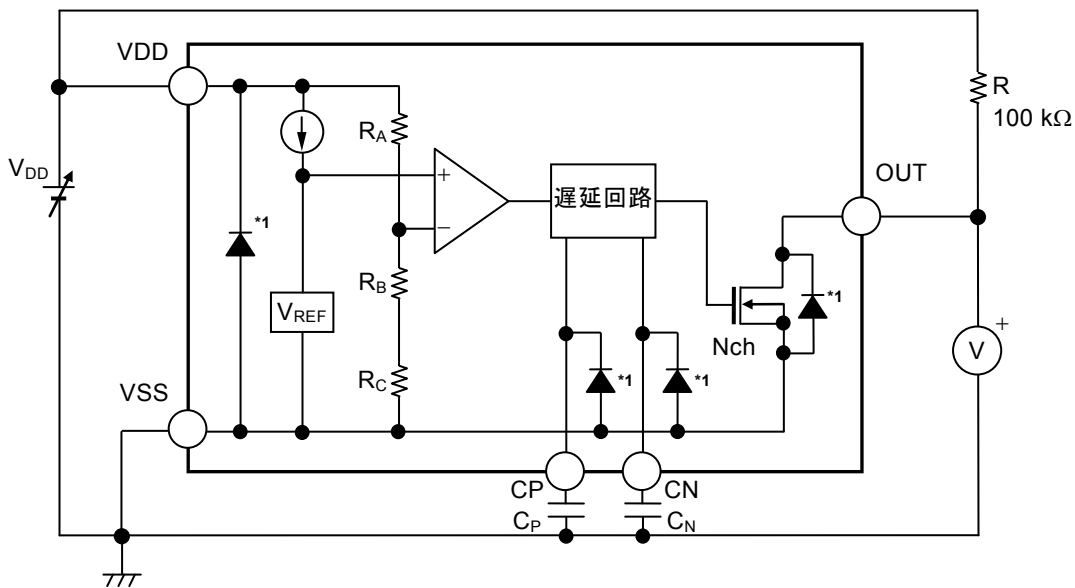 VDD
R
100 kΩ
*1
R_A
+
V_DD
OUT
遅延回路
−
R_B
*1
+
V_REF
Nch
V
*1
*1
R_C
VSS
CP
CN
C_P
C_N